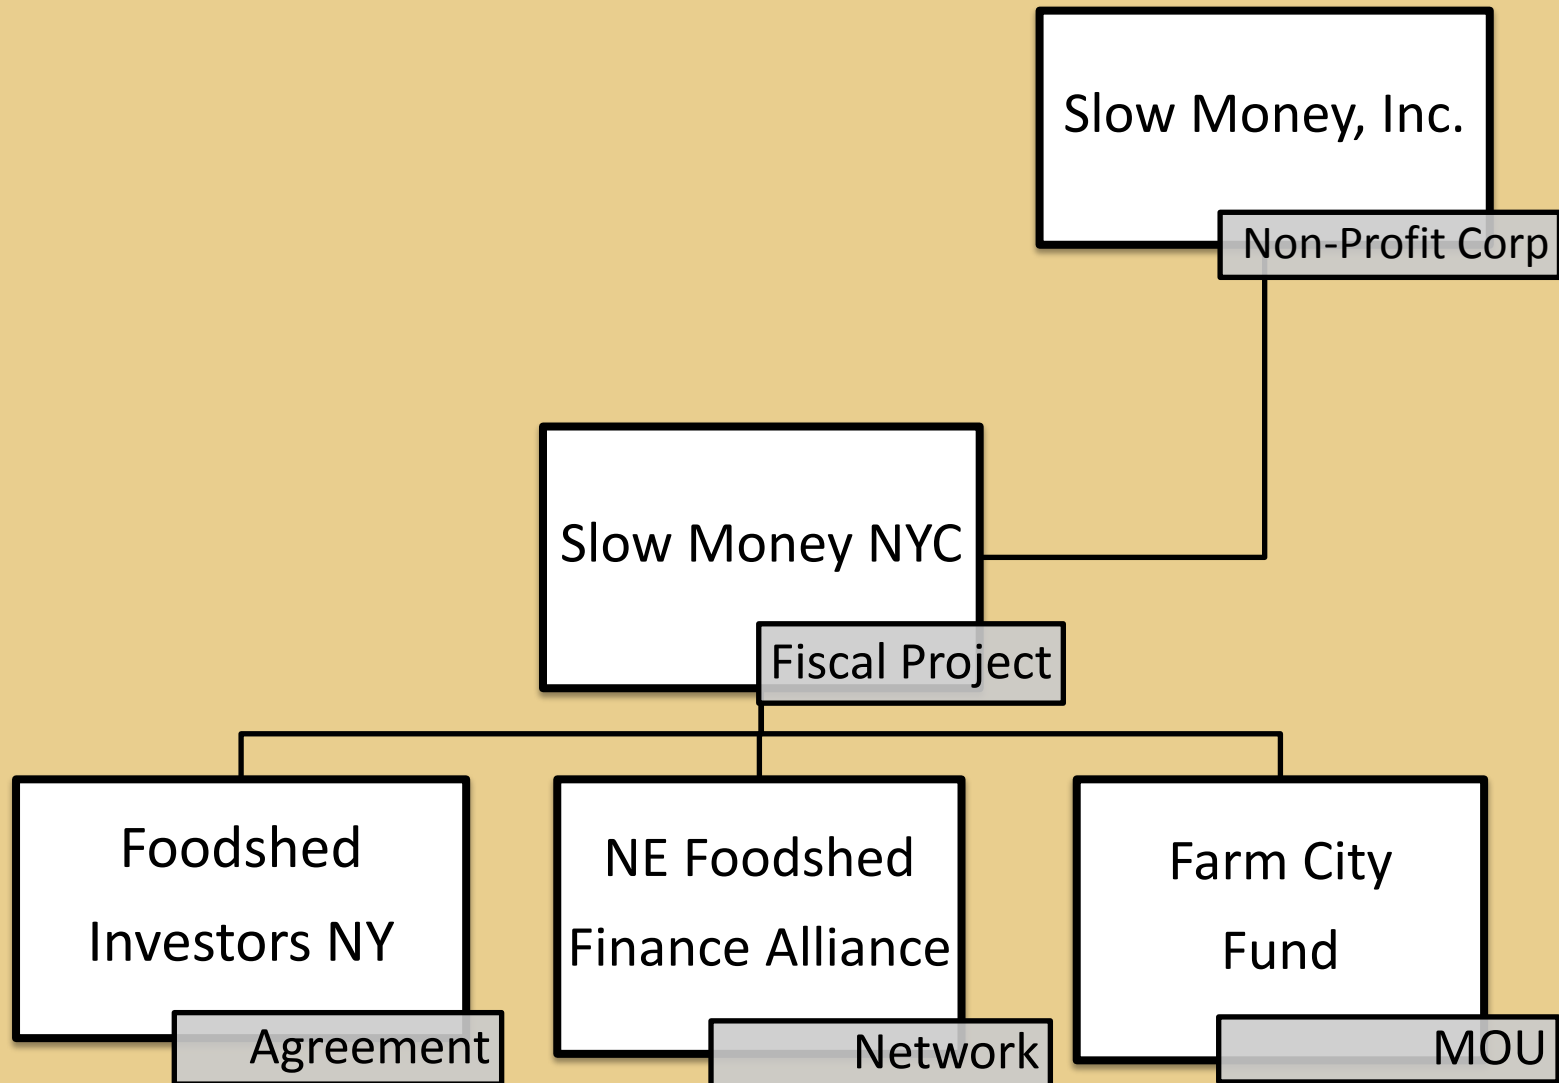 Slow Money, Inc.
Non-Profit Corp
Slow Money NYC
Fiscal Project
Foodshed
Investors NY
Agreement
NE Foodshed
Finance Alliance
Network
Farm City
Fund
MOU